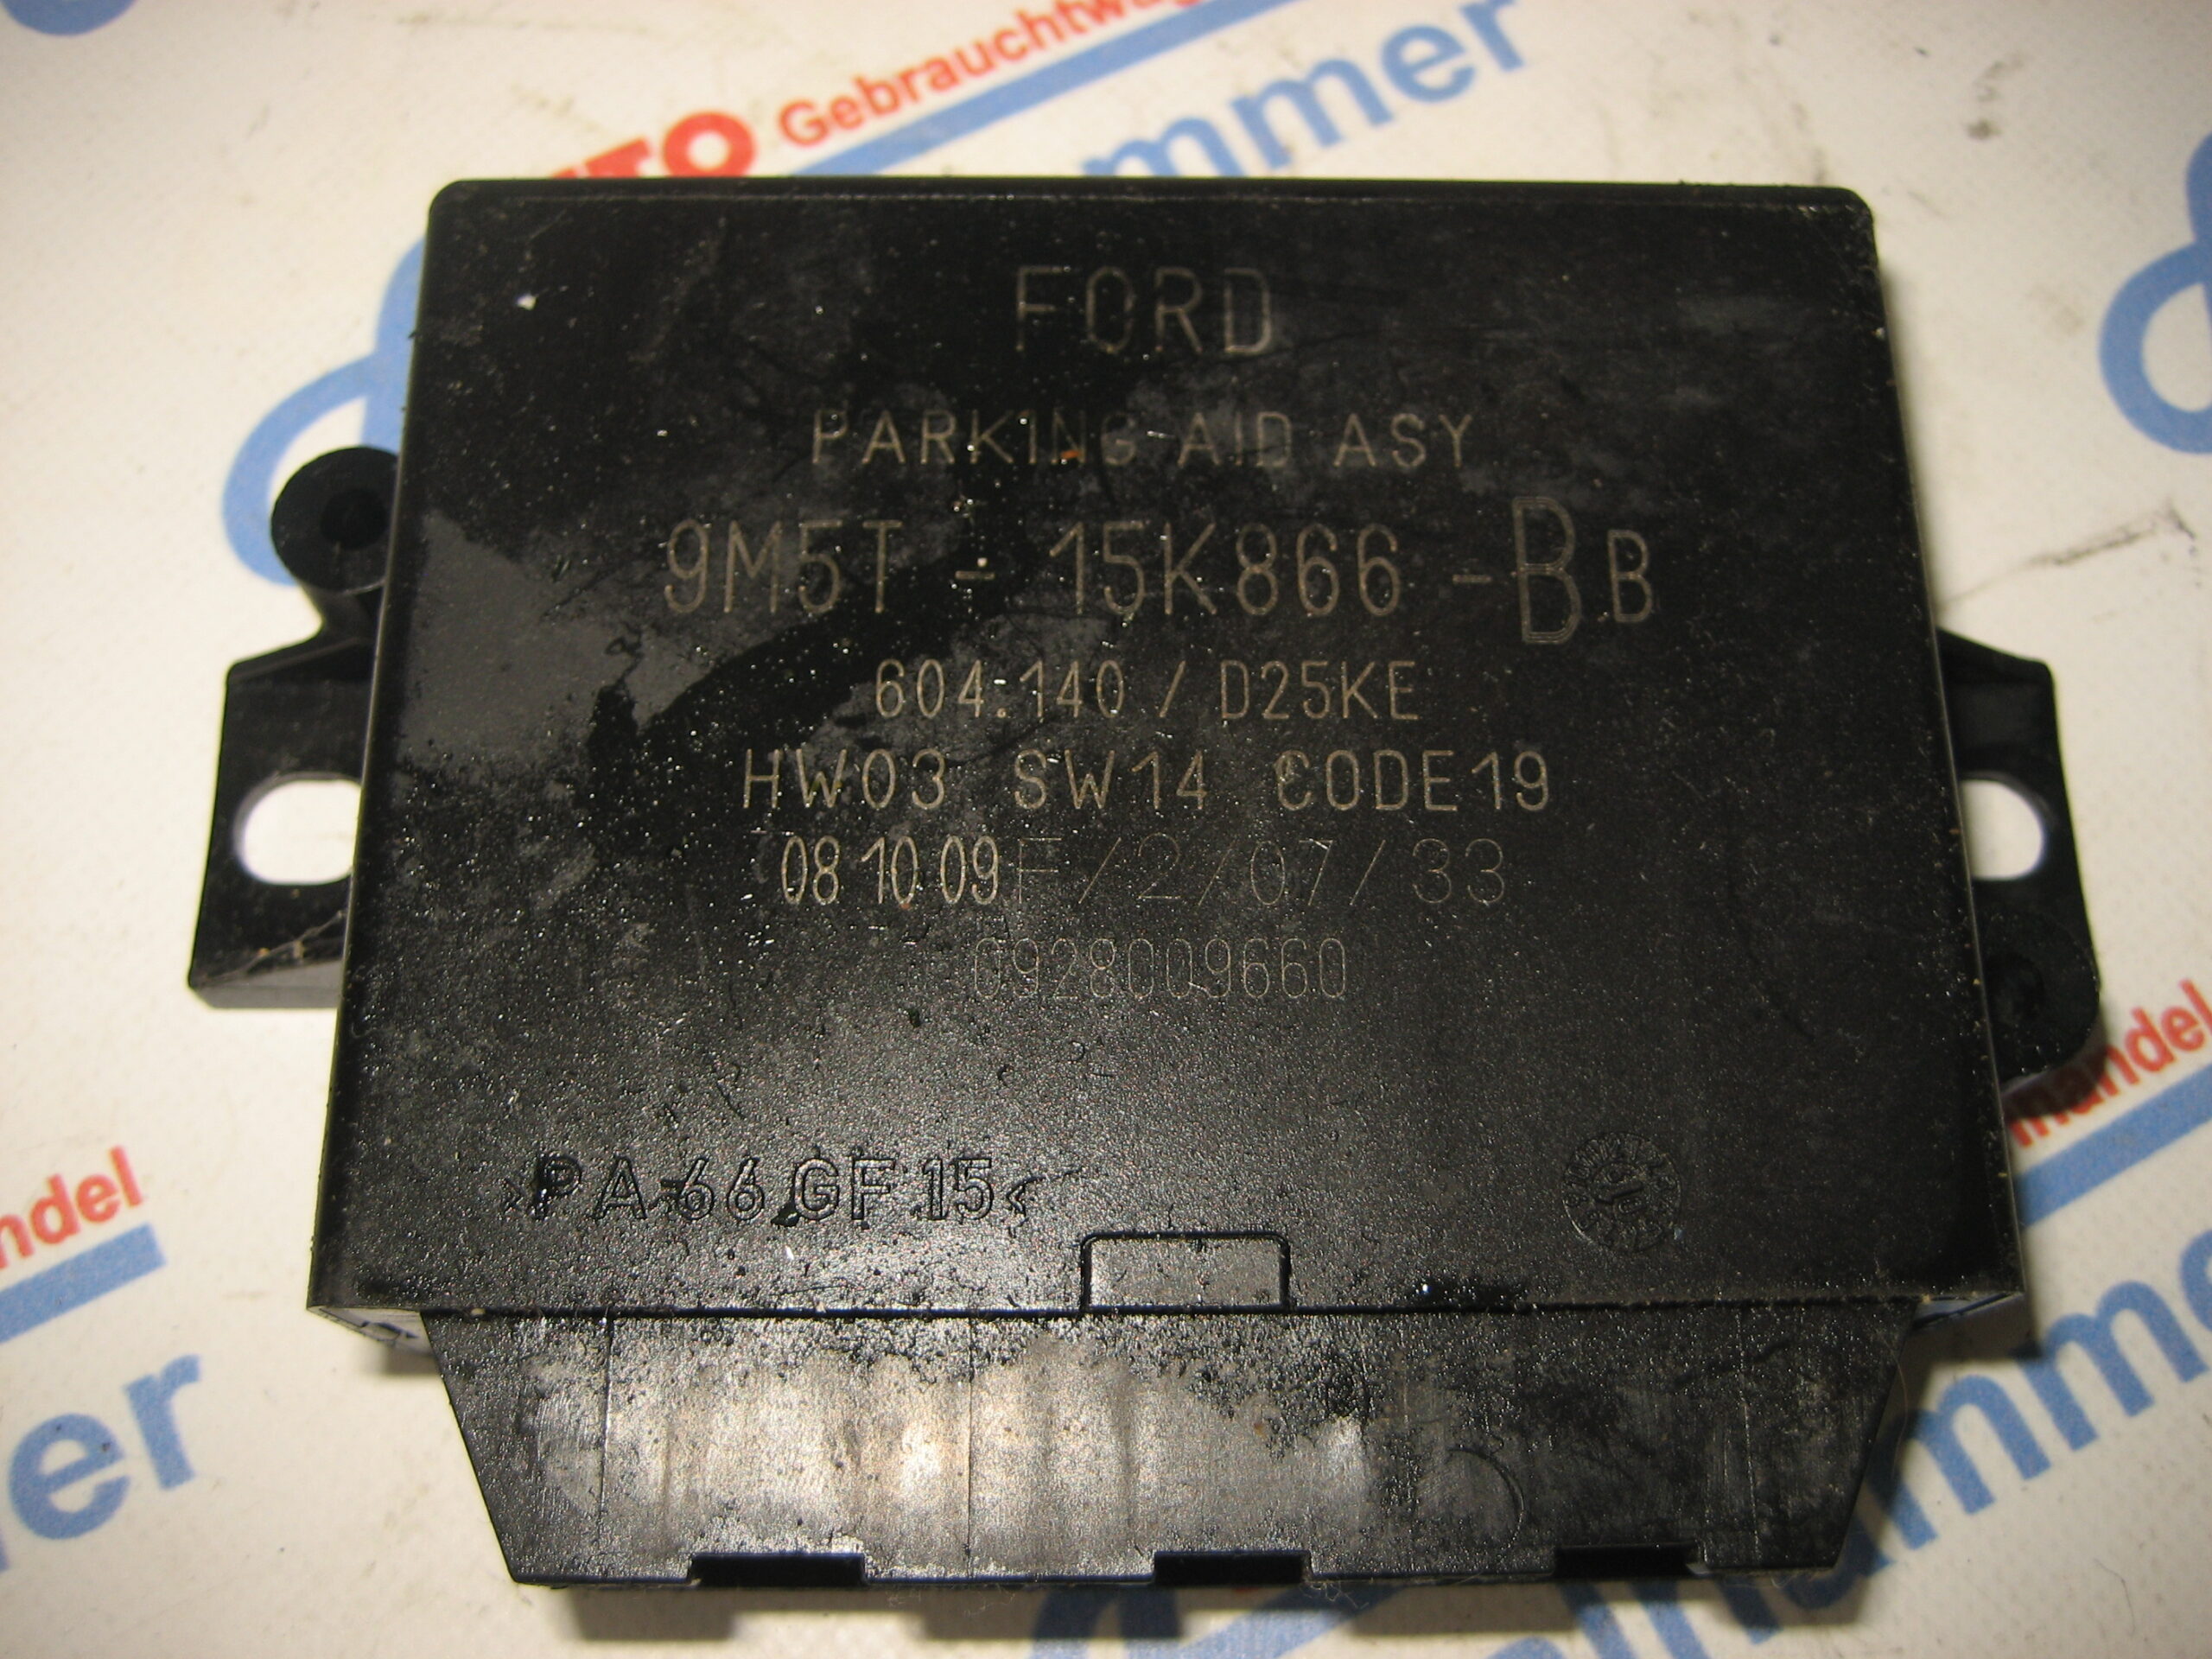 Gebrauchtwag
mmer
FORD
PARKING AID ASY
9M5T - 15K866 - BB
604.140 / D25KE
HW03 SW14 CODE19
08 10 09 F/2/07/33
0928009660
>PA 66 GF 15<
ndel
handel
er